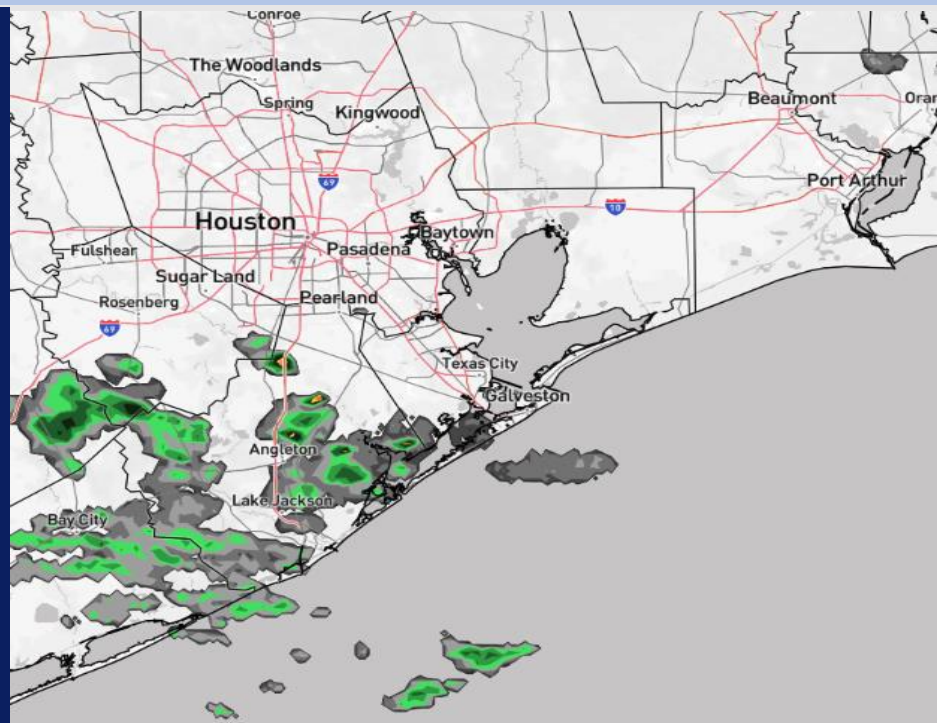 Conroe
The Woodlands
Spring
Kingwood
Beaumont
69
Port Arthur
10
Houston
Baytown
Pasadena
Fulshear
Sugar Land
Rosenberg
Pearland
69
Texas City
Galveston
Angleton
Lake Jackson
Bay City